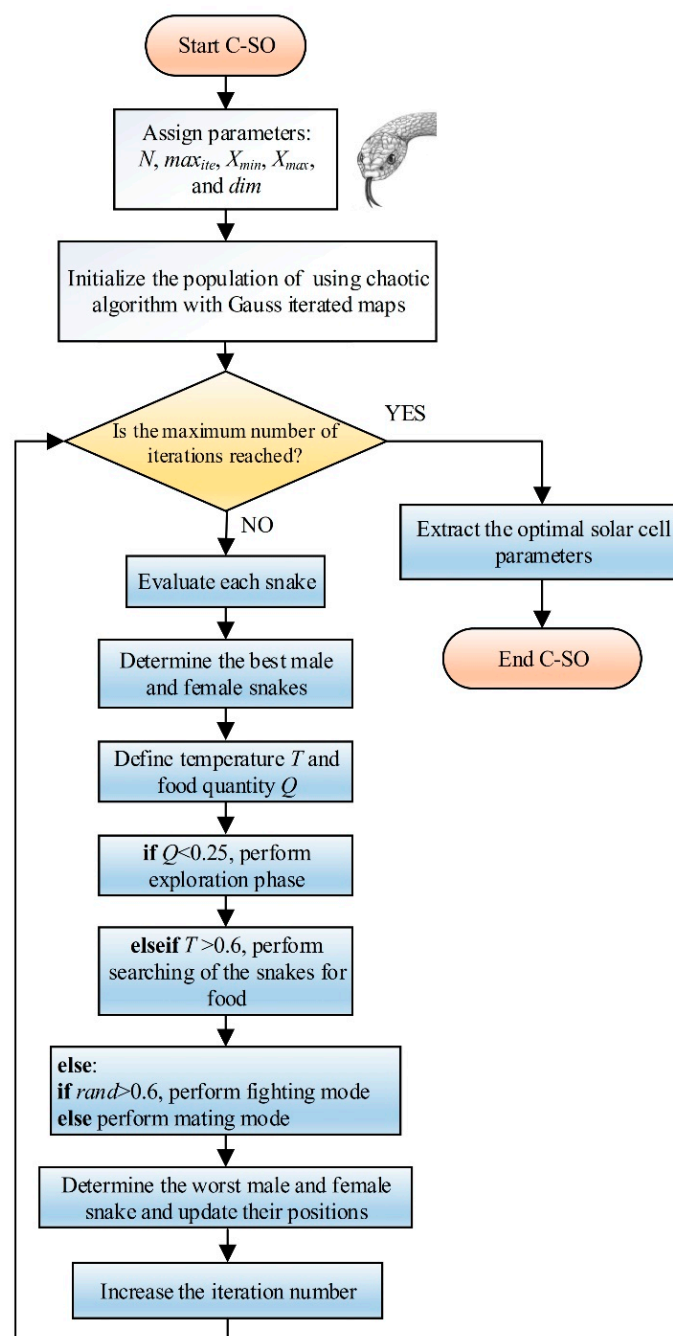 Start C-SO
Assign parameters:
N, max_ite, X_min, X_max,
and dim
Initialize the population of using chaotic
algorithm with Gauss iterated maps
Is the maximum number of
iterations reached?
YES
NO
Extract the optimal solar cell
parameters
End C-SO
Evaluate each snake
Determine the best male
and female snakes
Define temperature T and
food quantity Q
if Q<0.25, perform
exploration phase
elseif T >0.6, perform
searching of the snakes for
food
else:
if rand>0.6, perform fighting mode
else perform mating mode
Determine the worst male and female
snake and update their positions
Increase the iteration number